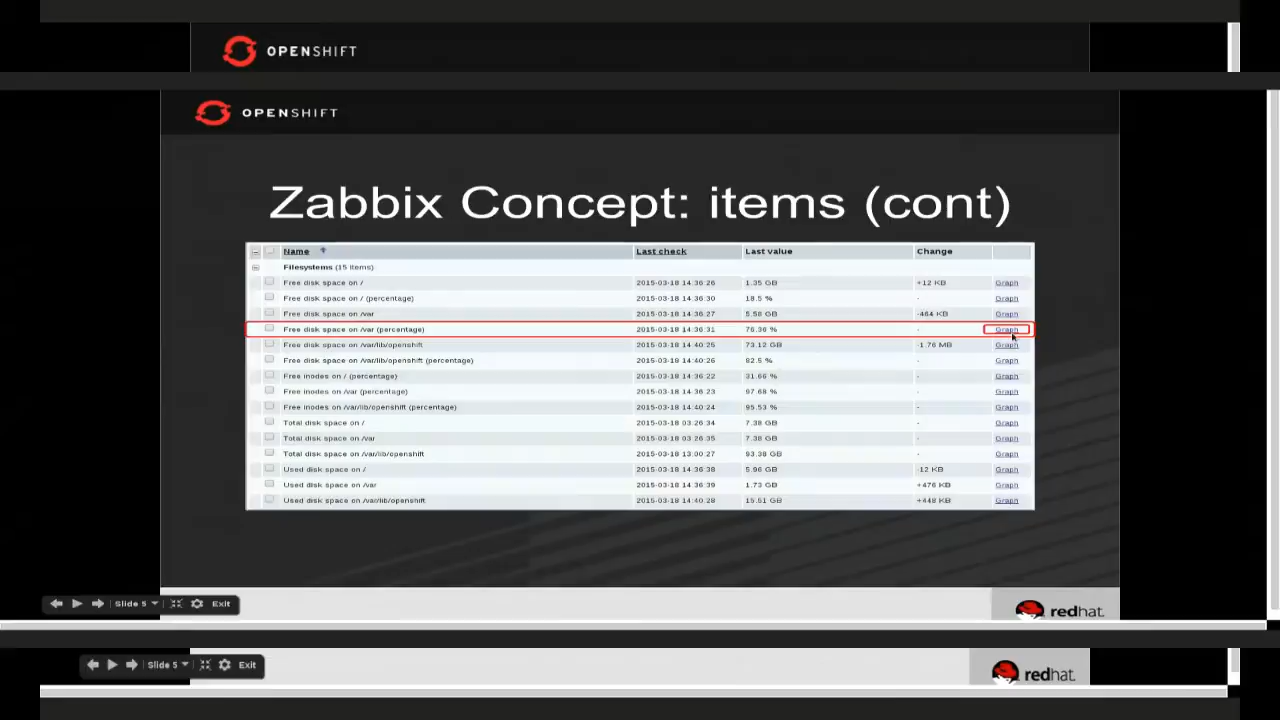 OPENSHIFT
OPENSHIFT
Zabbix Concept: items (cont)
Name Last check Last value Change
Filesystems (15 items)
Free disk space on / 2015-03-18 14:36:26 1.35 GB +12 KB Graph
Free disk space on / (percentage) 2015-03-18 14:36:30 18.5 % - Graph
Free disk space on /var 2015-03-18 14:36:27 5.58 GB -464 KB Graph
Free disk space on /var (percentage) 2015-03-18 14:36:31 76.36 % - Graph
Free disk space on /var/lib/openshift 2015-03-18 14:40:25 73.12 GB -1.76 MB Graph
Free disk space on /var/lib/openshift (percentage) 2015-03-18 14:40:26 82.5 % - Graph
Free inodes on / (percentage) 2015-03-18 14:36:22 31.66 % - Graph
Free inodes on /var (percentage) 2015-03-18 14:36:23 97.68 % - Graph
Free inodes on /var/lib/openshift (percentage) 2015-03-18 14:40:24 95.53 % - Graph
Total disk space on / 2015-03-18 03:26:34 7.38 GB - Graph
Total disk space on /var 2015-03-18 03:26:35 7.38 GB - Graph
Total disk space on /var/lib/openshift 2015-03-18 13:00:27 93.38 GB - Graph
Used disk space on / 2015-03-18 14:36:38 5.96 GB -12 KB Graph
Used disk space on /var 2015-03-18 14:36:39 1.73 GB +476 KB Graph
Used disk space on /var/lib/openshift 2015-03-18 14:40:28 15.51 GB +448 KB Graph
Slide 5 Exit
redhat.
Slide 5 Exit
redhat.